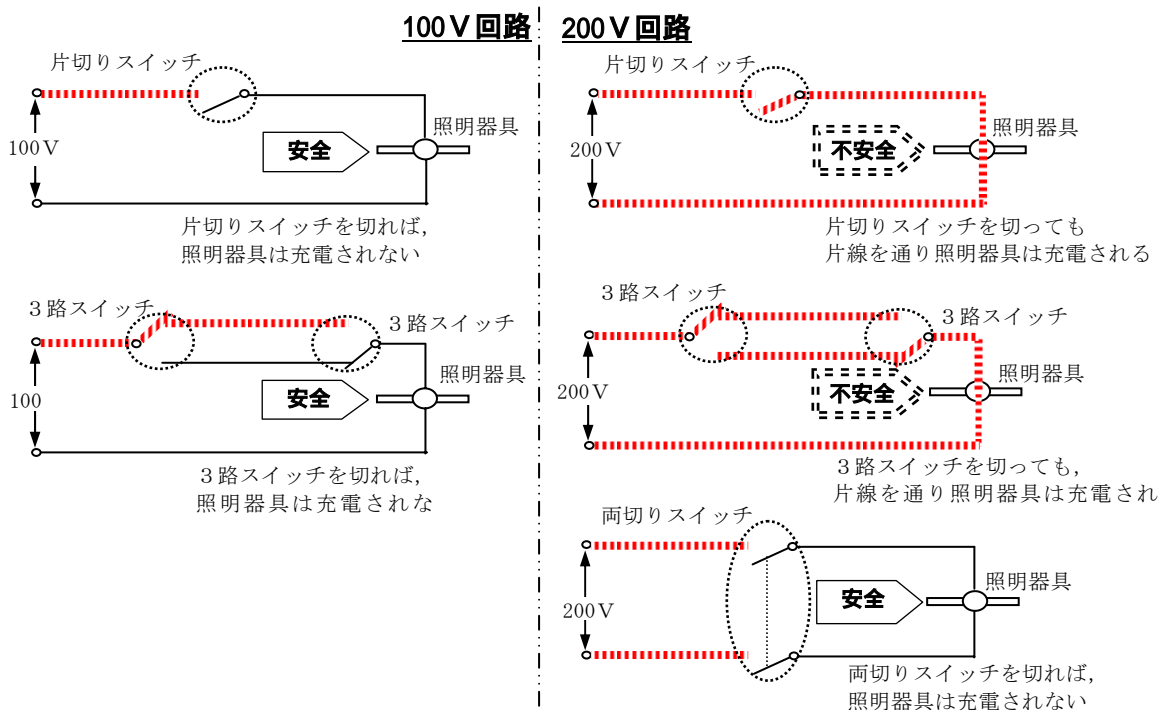 100Ｖ回路
片切りスイッチ
100Ｖ
照明器具
安全
片切りスイッチを切れば，
照明器具は充電されない
３路スイッチ
３路スイッチ
100
照明器具
安全
３路スイッチを切れば，
照明器具は充電されな
200Ｖ回路
片切りスイッチ
200Ｖ
照明器具
不安全
片切りスイッチを切っても
片線を通り照明器具は充電される
３路スイッチ
３路スイッチ
200Ｖ
照明器具
不安全
３路スイッチを切っても，
片線を通り照明器具は充電され
両切りスイッチ
200Ｖ
照明器具
安全
両切りスイッチを切れば，
照明器具は充電されない